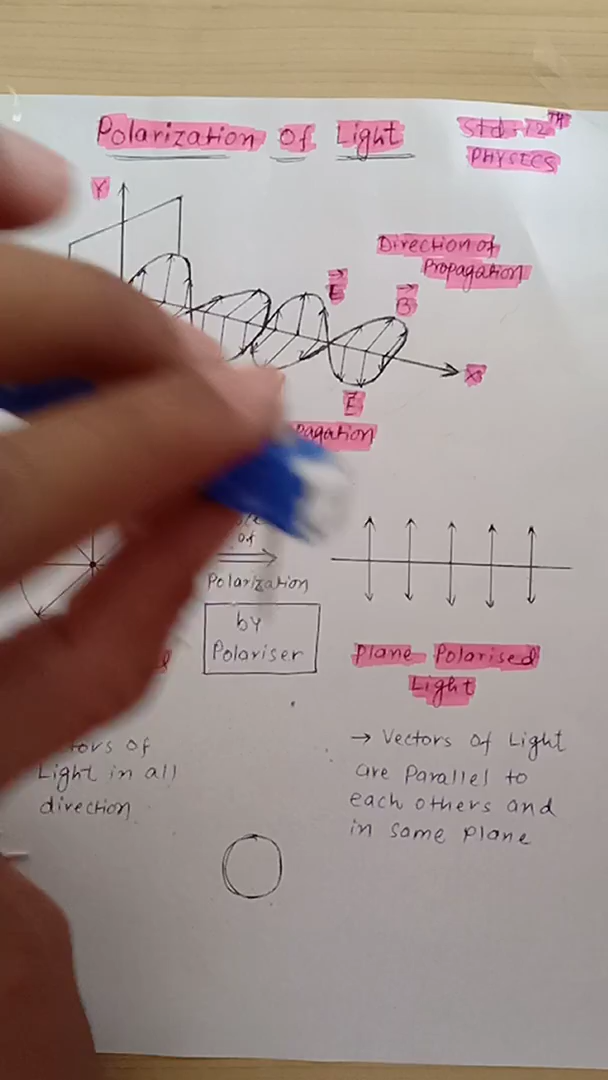 Polarization Of Light
Std:-12TH
PHYSICS
Y
Direction of
Propagation
E
B
X
E
Of
Polarization
by
Polariser
Plane Polarised
Light
Light in all
direction
→ Vectors of Light
are Parallel to
each others and
in same Plane